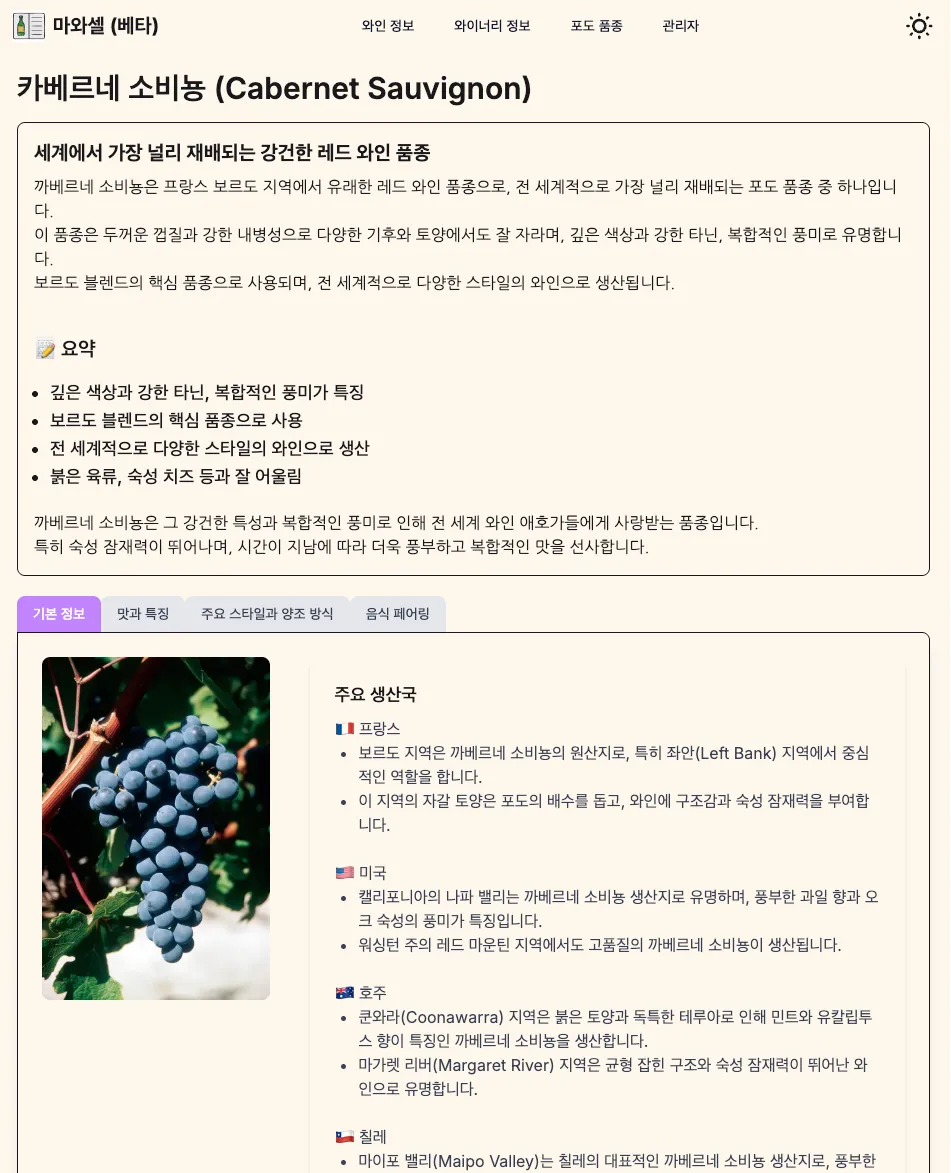 마와셀 (베타)
와인 정보
와이너리 정보
포도 품종
관리자
카베르네 소비뇽 (Cabernet Sauvignon)
세계에서 가장 널리 재배되는 강건한 레드 와인 품종
까베르네 소비뇽은 프랑스 보르도 지역에서 유래한 레드 와인 품종으로, 전 세계적으로 가장 널리 재배되는 포도 품종 중 하나입니
다.
이 품종은 두꺼운 껍질과 강한 내병성으로 다양한 기후와 토양에서도 잘 자라며, 깊은 색상과 강한 타닌, 복합적인 풍미로 유명합니
다.
보르도 블렌드의 핵심 품종으로 사용되며, 전 세계적으로 다양한 스타일의 와인으로 생산됩니다.
📝 요약
• 깊은 색상과 강한 타닌, 복합적인 풍미가 특징
• 보르도 블렌드의 핵심 품종으로 사용
• 전 세계적으로 다양한 스타일의 와인으로 생산
• 붉은 육류, 숙성 치즈 등과 잘 어울림
까베르네 소비뇽은 그 강건한 특성과 복합적인 풍미로 인해 전 세계 와인 애호가들에게 사랑받는 품종입니다.
특히 숙성 잠재력이 뛰어나며, 시간이 지남에 따라 더욱 풍부하고 복합적인 맛을 선사합니다.
기본 정보
맛과 특징
주요 스타일과 양조 방식
음식 페어링
주요 생산국
🇫🇷 프랑스
• 보르도 지역은 까베르네 소비뇽의 원산지로, 특히 좌안(Left Bank) 지역에서 중심
적인 역할을 합니다.
• 이 지역의 자갈 토양은 포도의 배수를 돕고, 와인에 구조감과 숙성 잠재력을 부여합
니다.
🇺🇸 미국
• 캘리포니아의 나파 밸리는 까베르네 소비뇽 생산지로 유명하며, 풍부한 과일 향과 오
크 숙성의 풍미가 특징입니다.
• 워싱턴 주의 레드 마운틴 지역에서도 고품질의 까베르네 소비뇽이 생산됩니다.
🇦🇺 호주
• 쿤와라(Coonawarra) 지역은 붉은 토양과 독특한 테루아로 인해 민트와 유칼립투
스 향이 특징인 까베르네 소비뇽을 생산합니다.
• 마가렛 리버(Margaret River) 지역은 균형 잡힌 구조와 숙성 잠재력이 뛰어난 와
인으로 유명합니다.
🇨🇱 칠레
• 마이포 밸리(Maipo Valley)는 칠레의 대표적인 까베르네 소비뇽 생산지로, 풍부한